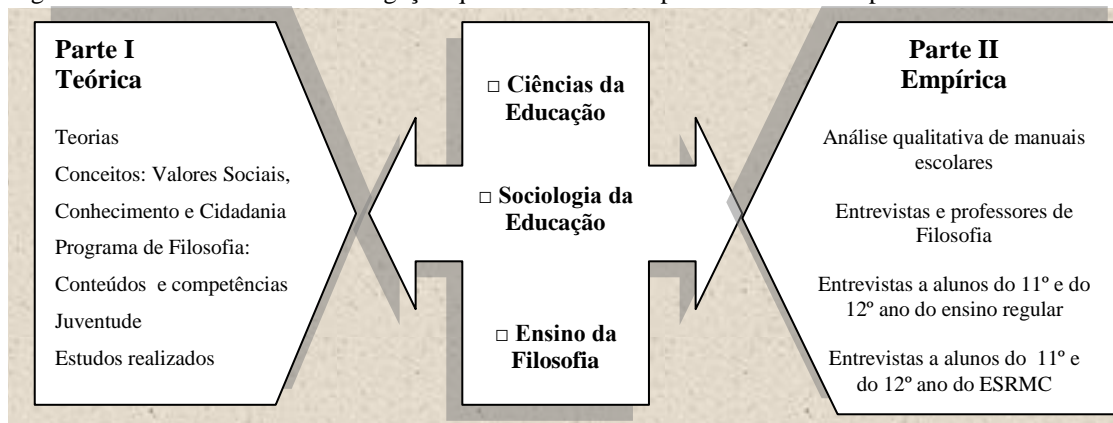 Parte I
Teórica
Teorias
Conceitos: Valores Sociais,
Conhecimento e Cidadania
Programa de Filosofia:
Conteúdos e competências
Juventude
Estudos realizados
□ Ciências da
Educação
□ Sociologia da
Educação
□ Ensino da
Filosofia
Parte II
Empírica
Análise qualitativa de manuais
escolares
Entrevistas e professores de
Filosofia
Entrevistas a alunos do 11º e do
12º ano do ensino regular
Entrevistas a alunos do 11º e
do 12º ano do ESRMC